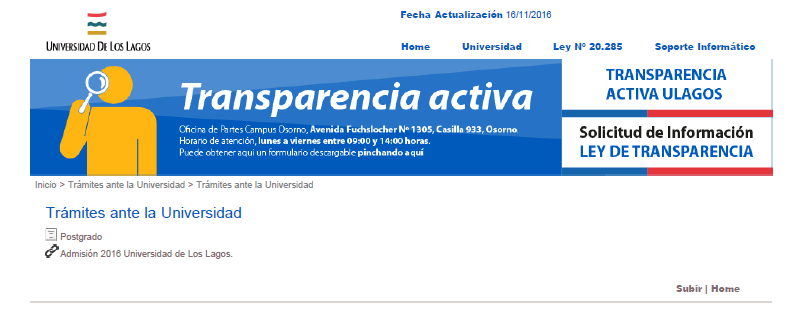 Fecha Actualización 16/11/2016
UNIVERSIDAD DE LOS LAGOS
Home Universidad Ley Nº 20.285 Soporte Informático
Transparencia activa
Oficina de Partes Campus Osorno, Avenida Fuchslocher Nº 1305, Casilla 933, Osorno.
Horario de atención, lunes a viernes entre 09:00 y 14:00 horas.
Puede obtener aquí un formulario descargable pinchando aquí
TRANSPARENCIA
ACTIVA ULAGOS
Solicitud de Información
LEY DE TRANSPARENCIA
Inicio > Trámites ante la Universidad > Trámites ante la Universidad
Trámites ante la Universidad
Postgrado
Admisión 2016 Universidad de Los Lagos.
Subir | Home